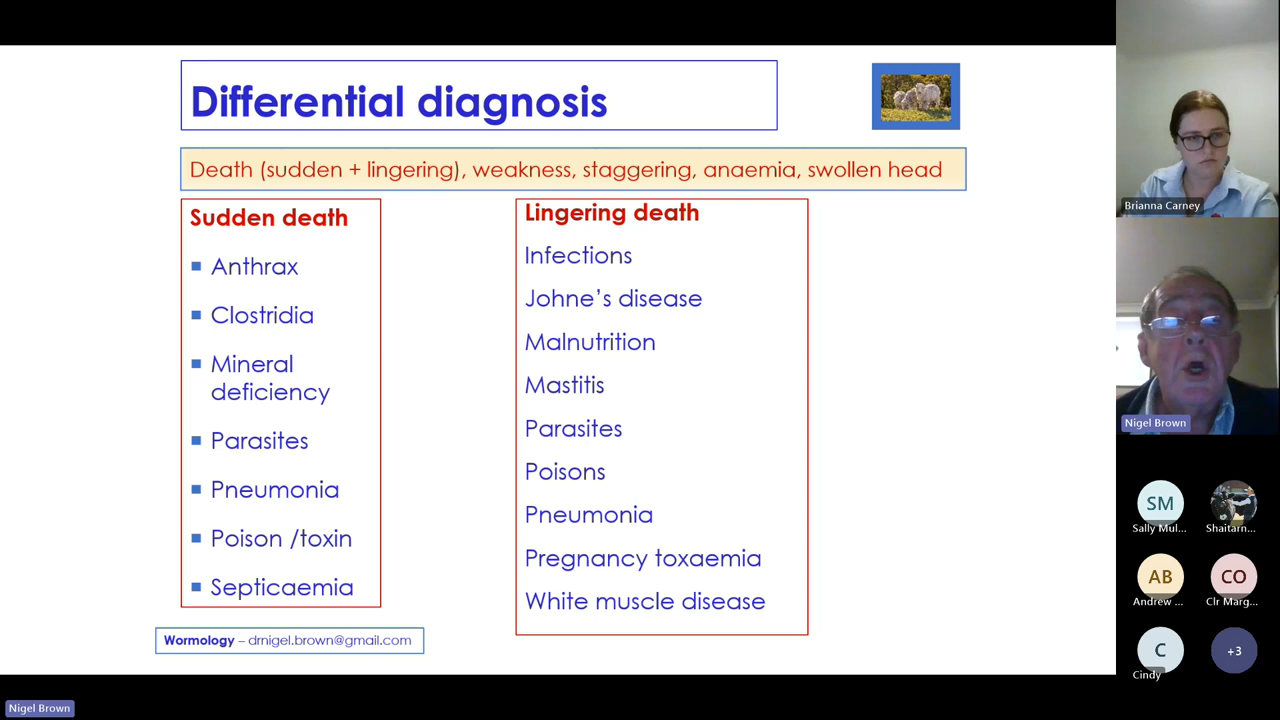 Differential diagnosis
Death (sudden + lingering), weakness, staggering, anaemia, swollen head
Sudden death
Anthrax
Clostridia
Mineral
deficiency
Parasites
Pneumonia
Poison /toxin
Septicaemia
Lingering death
Infections
Johne's disease
Malnutrition
Mastitis
Parasites
Poisons
Pneumonia
Pregnancy toxaemia
White muscle disease
Wormology – drnigel.brown@gmail.com
Brianna Carney
Nigel Brown
SM
Sally Mul...
Shaitarn...
AB
Andrew ...
CO
Clr Marg...
C
Cindy
+3
Nigel Brown